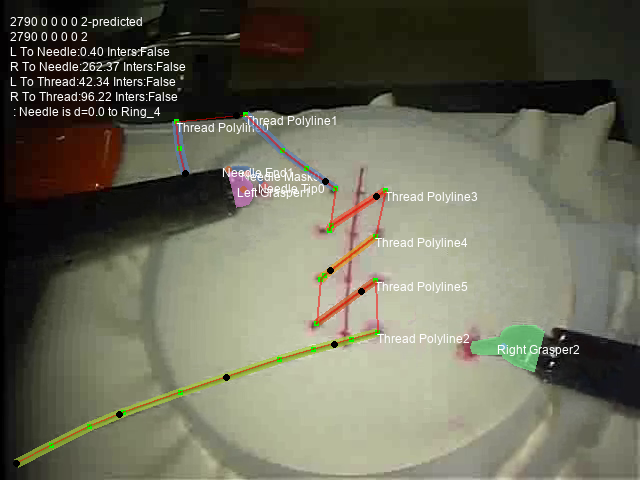 2790 0 0 0 0 2-predicted
2790 0 0 0 0 2
L To Needle:0.40 Inters:False
R To Needle:262.37 Inters:False
L To Thread:42.34 Inters:False
R To Thread:96.22 Inters:False
: Needle is d=0.0 to Ring_4
Thread Polyline1
Needle End1
Needle Mask
Needle Tip0
Left Grasper1
Thread Polyline3
Thread Polyline4
Thread Polyline5
Thread Polyline2
Right Grasper2